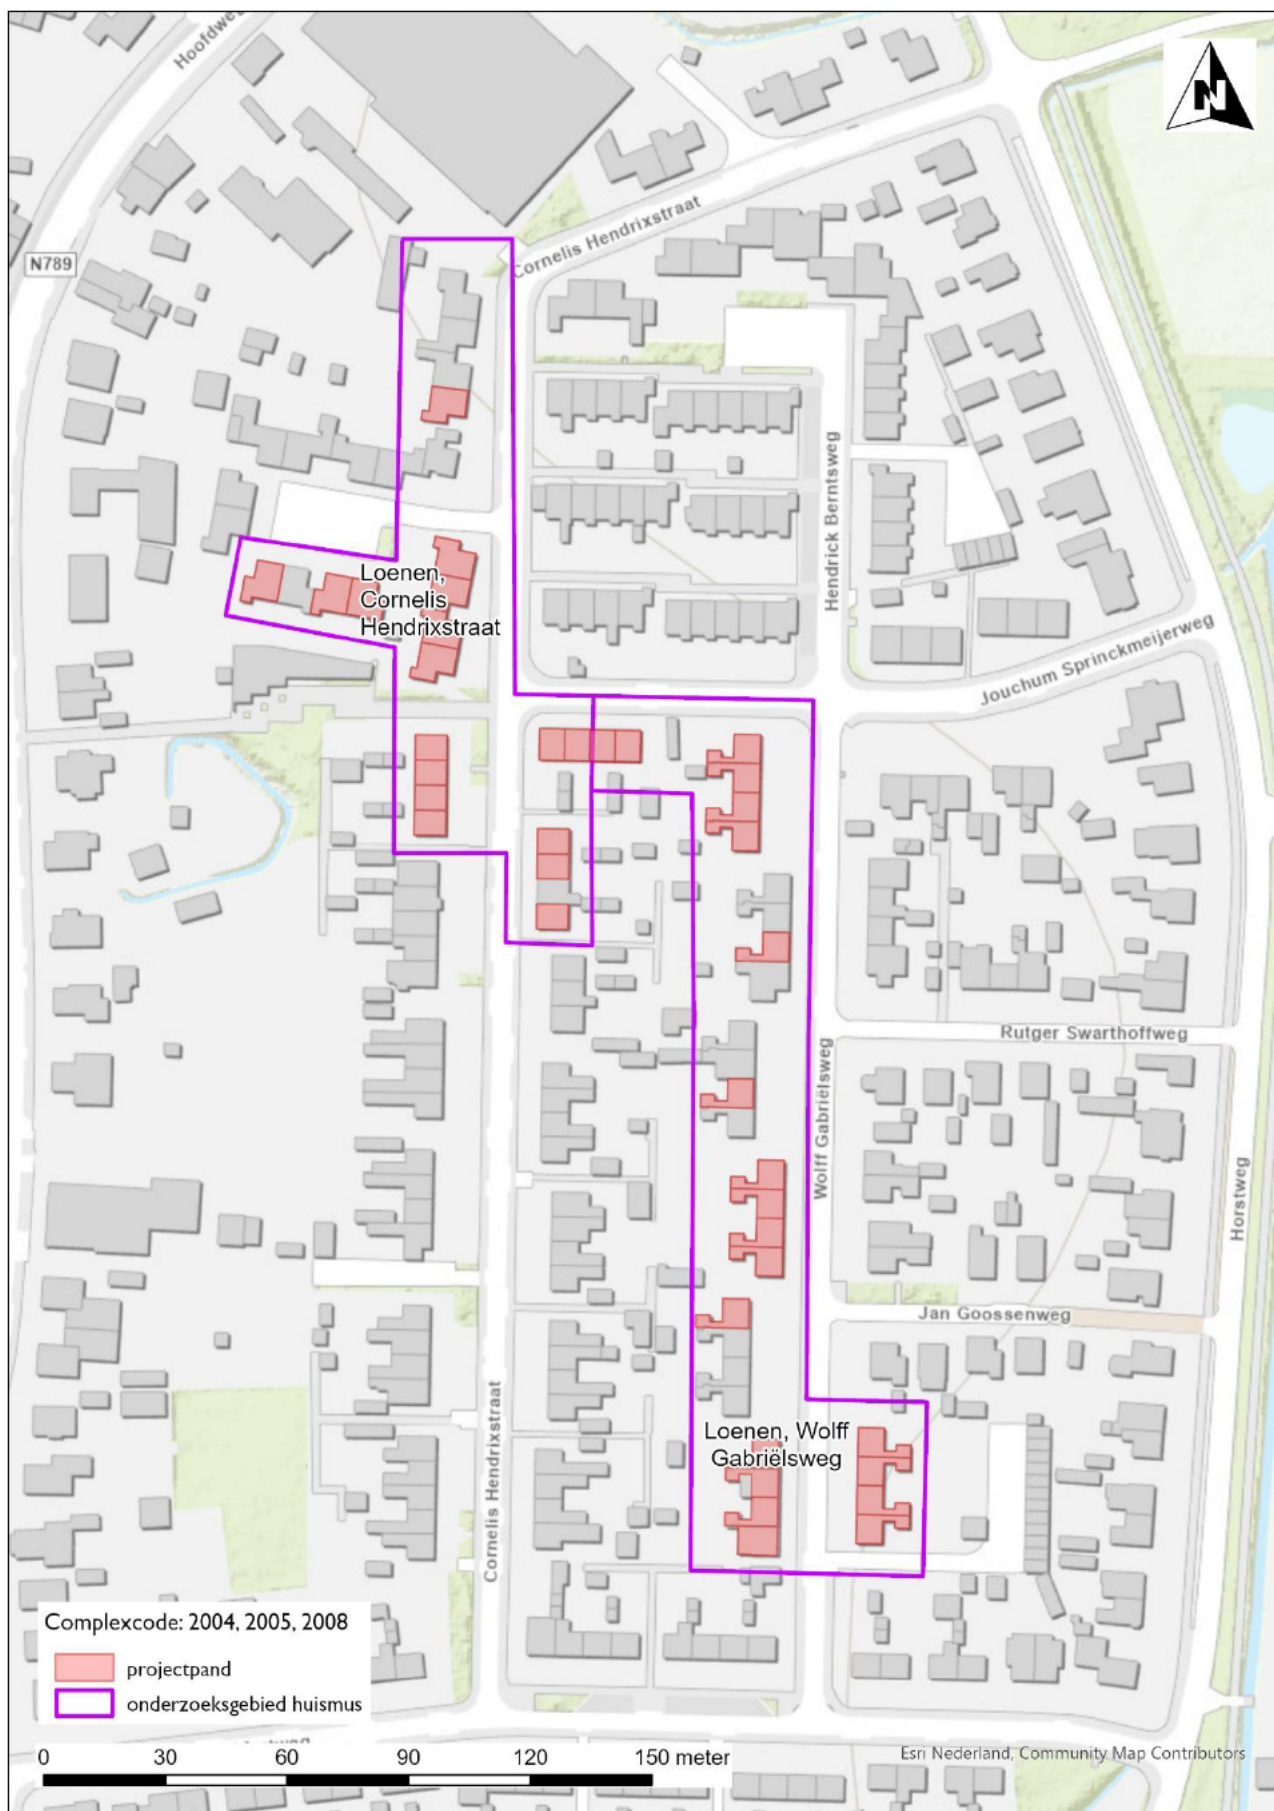 Hoofdweg
N
N789
Cornelis Hendrixstraat
Hendrick Berntsweg
Loenen,
Cornelis
Hendrixstraat
Jouchum Sprinckmeijerweg
Rutger Swarthoffweg
Wolff Gabriëlsweg
Horstweg
Jan Goossenweg
Cornelis Hendrixstraat
Loenen, Wolff
Gabriëlsweg
Complexcode: 2004, 2005, 2008
projectpand
onderzoeksgebied huismus
0 30 60 90 120 150 meter
Esri Nederland, Community Map Contributors